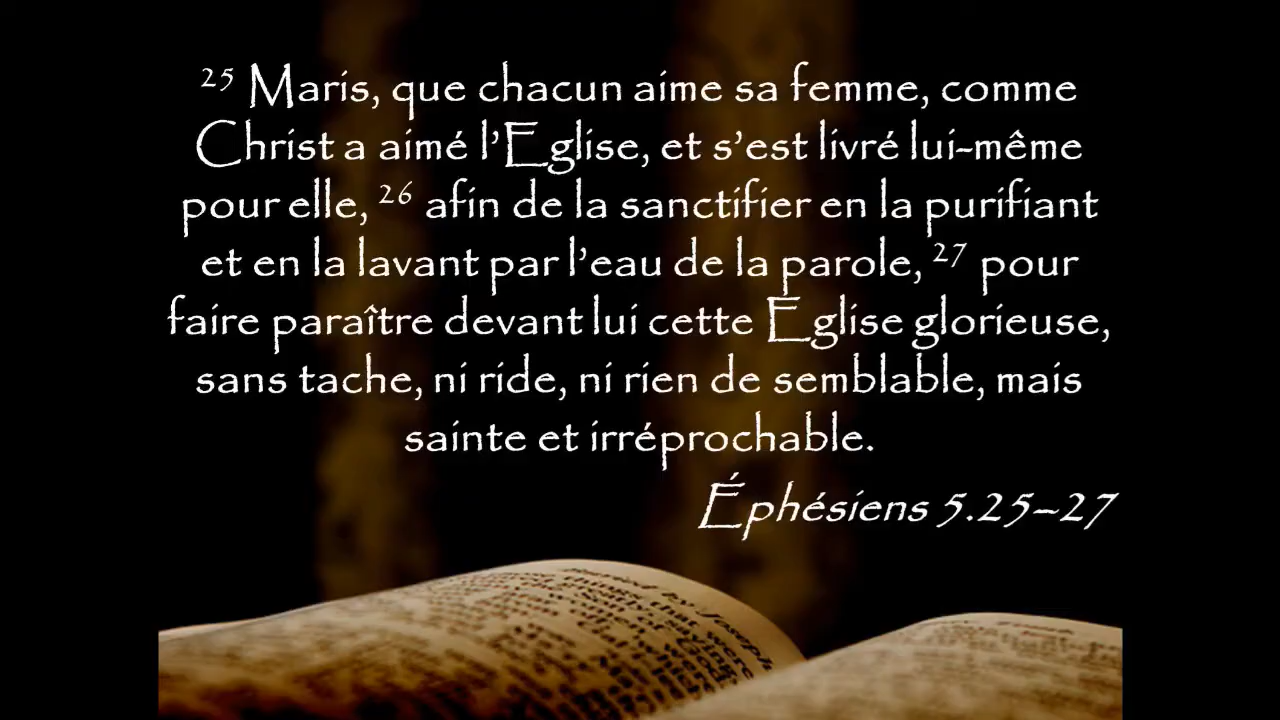 25 Maris, que chacun aime sa femme, comme
Christ a aimé l’Eglise, et s’est livré lui-même
pour elle, 26 afin de la sanctifier en la purifiant
et en la lavant par l’eau de la parole, 27 pour
faire paraître devant lui cette Église glorieuse,
sans tache, ni ride, ni rien de semblable, mais
sainte et irréprochable.
Éphésiens 5.25–27
that were